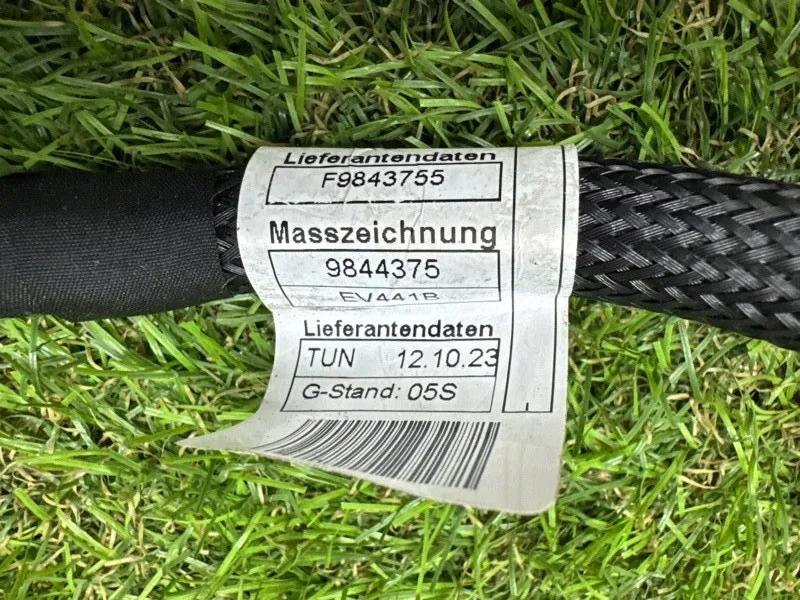 Lieferantendaten
F9843755
Masszeichnung
9844375
EV441B
Lieferantendaten
TUN 12.10.23
G-Stand: 05S